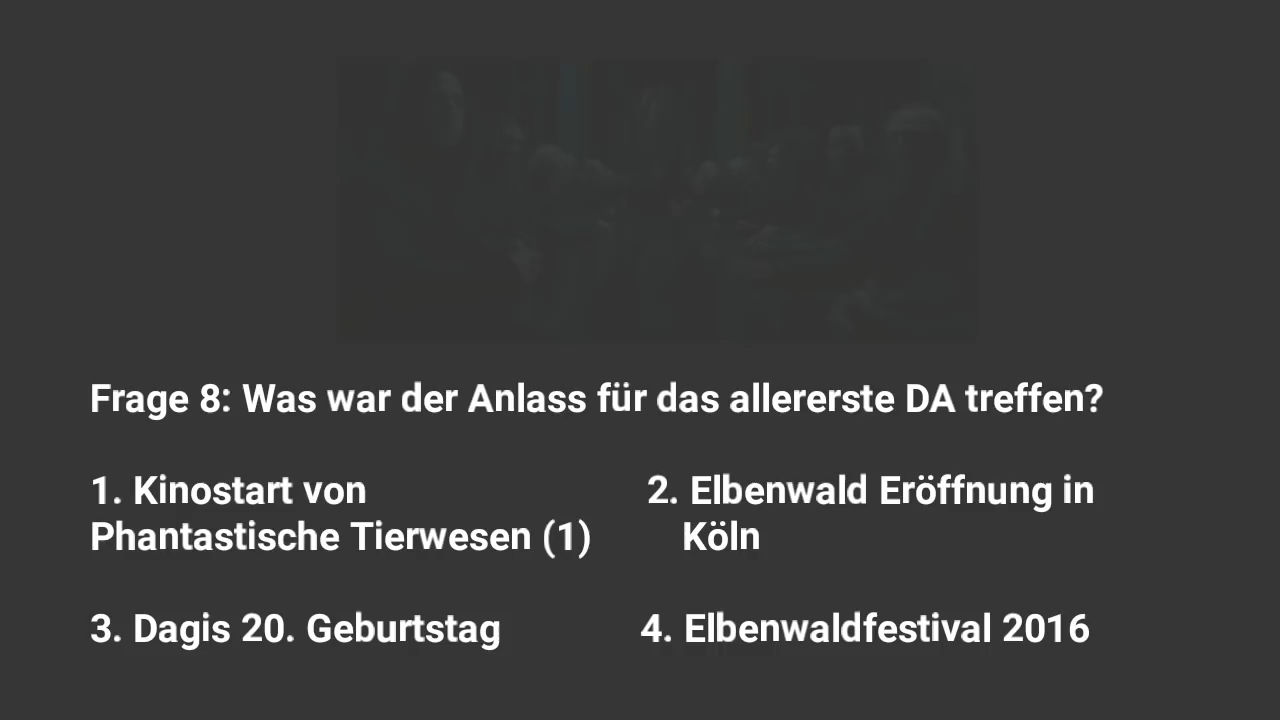 Frage 8: Was war der Anlass für das allererste DA treffen?
1. Kinostart von
Phantastische Tierwesen (1)
2. Elbenwald Eröffnung in
Köln
3. Dagis 20. Geburtstag
4. Elbenwaldfestival 2016